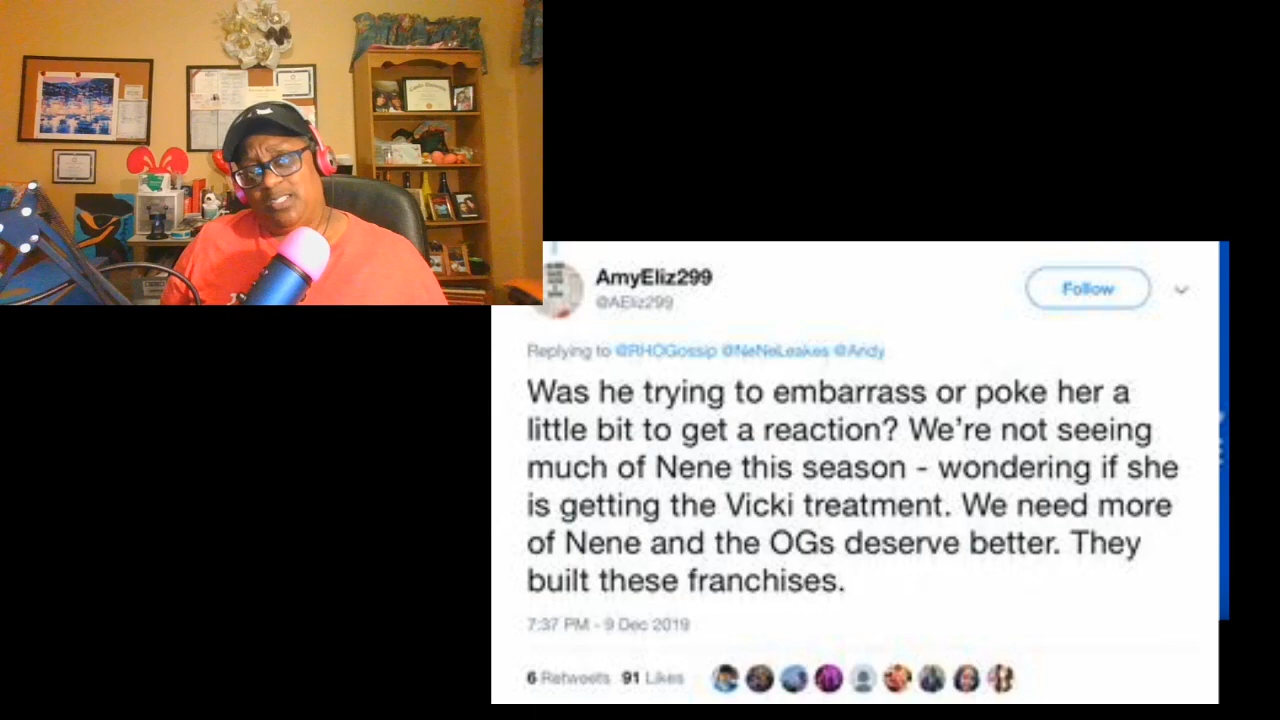 AmyEliz299
@AEliz299
Follow
Replying to @RHOGossip @NeNeLeakes @Andy
Was he trying to embarrass or poke her a
little bit to get a reaction? We're not seeing
much of Nene this season - wondering if she
is getting the Vicki treatment. We need more
of Nene and the OGs deserve better. They
built these franchises.
7:37 PM - 9 Dec 2019
6 Retweets 91 Likes